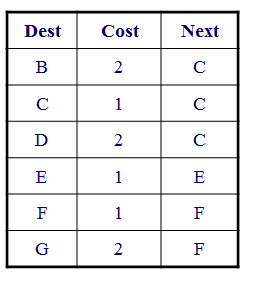 Dest Cost Next
B 2 C
C 1 C
D 2 C
E 1 E
F 1 F
G 2 F